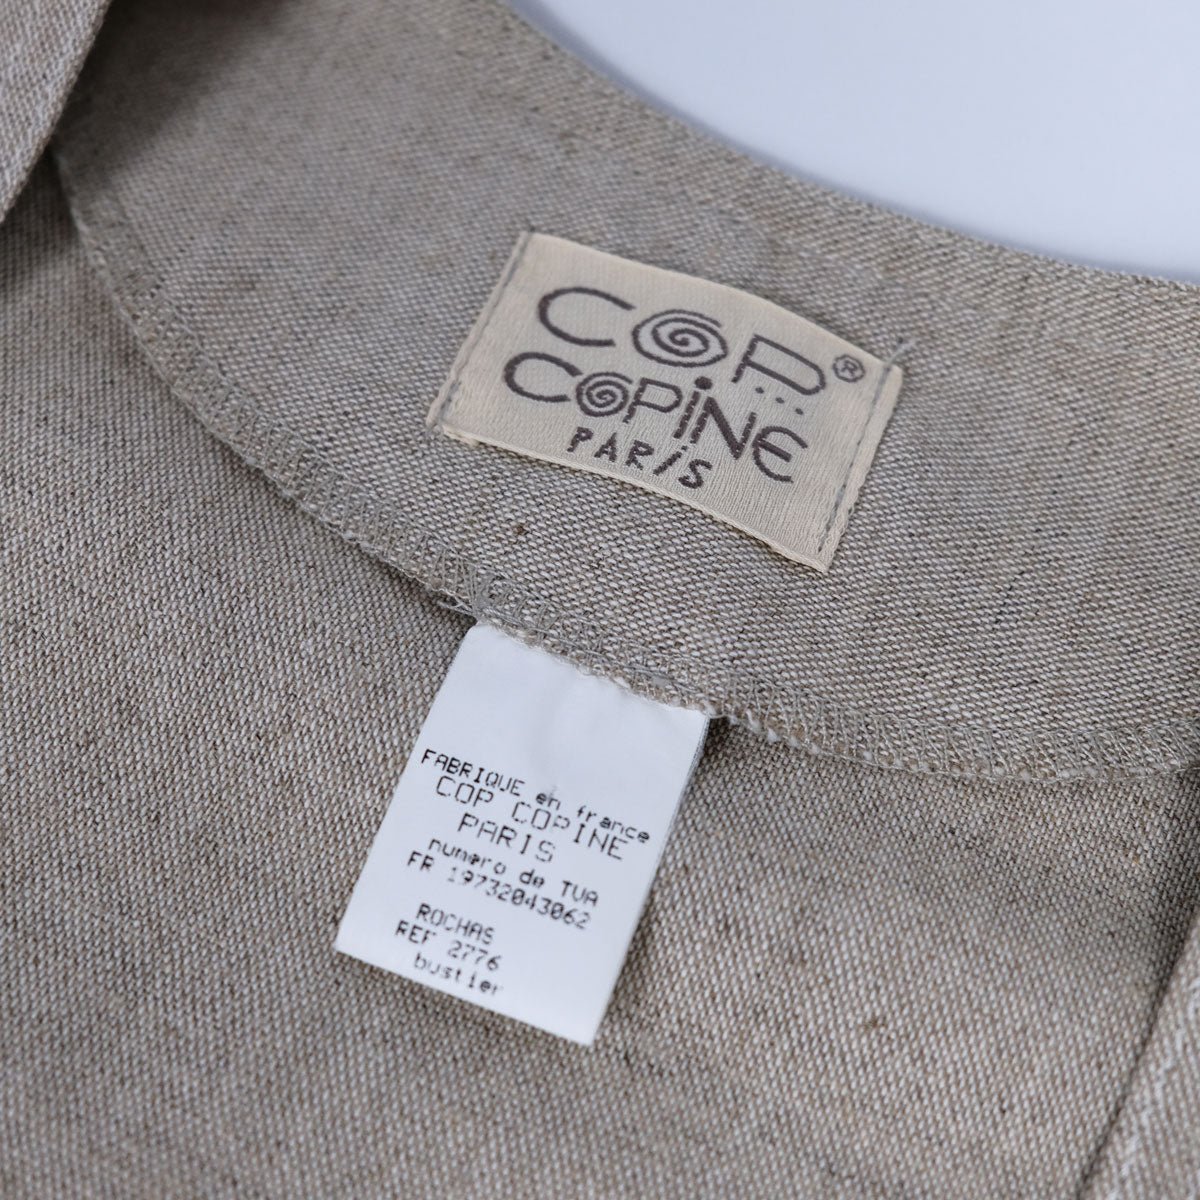 COP...®
COPiNE
PARiS
FABRIQUE en france
COP COPINE
PARIS
numero de TVA
FR 19732043062
ROCHAS
REF 2776
bustier